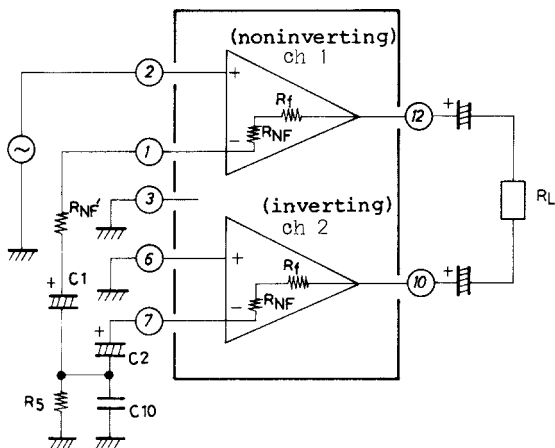 (noninverting)
ch 1
2
+
Rf
12
+
1
−
RNF
3
RNF'
RL
(inverting)
ch 2
6
+
Rf
10
+
+
C1
RNF
7
−
+
C2
R5
C10